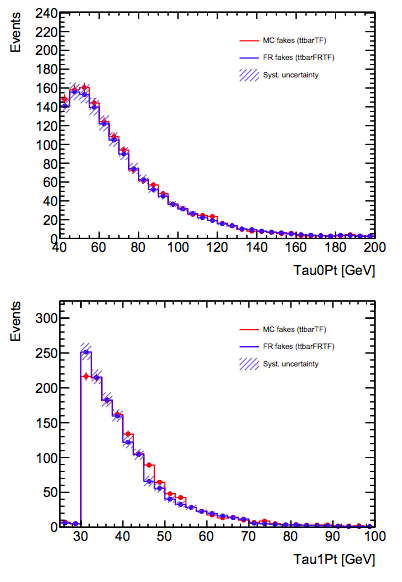 Events
240
220
200
180
160
140
120
100
80
60
40
20
0
MC fakes (ttbarTF)
FR fakes (ttbarFRTF)
Syst. uncertainty
40 60 80 100 120 140 160 180 200
Tau0Pt [GeV]
Events
300
250
200
150
100
50
0
MC fakes (ttbarTF)
FR fakes (ttbarFRTF)
Syst. uncertainty
30 40 50 60 70 80 90 100
Tau1Pt [GeV]